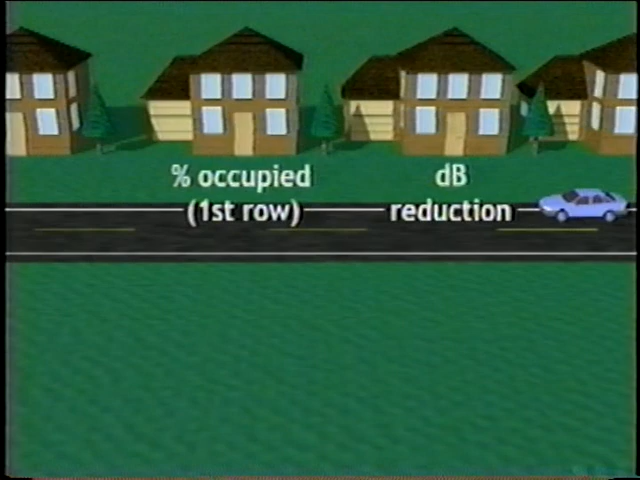 % occupied dB
(1st row) reduction